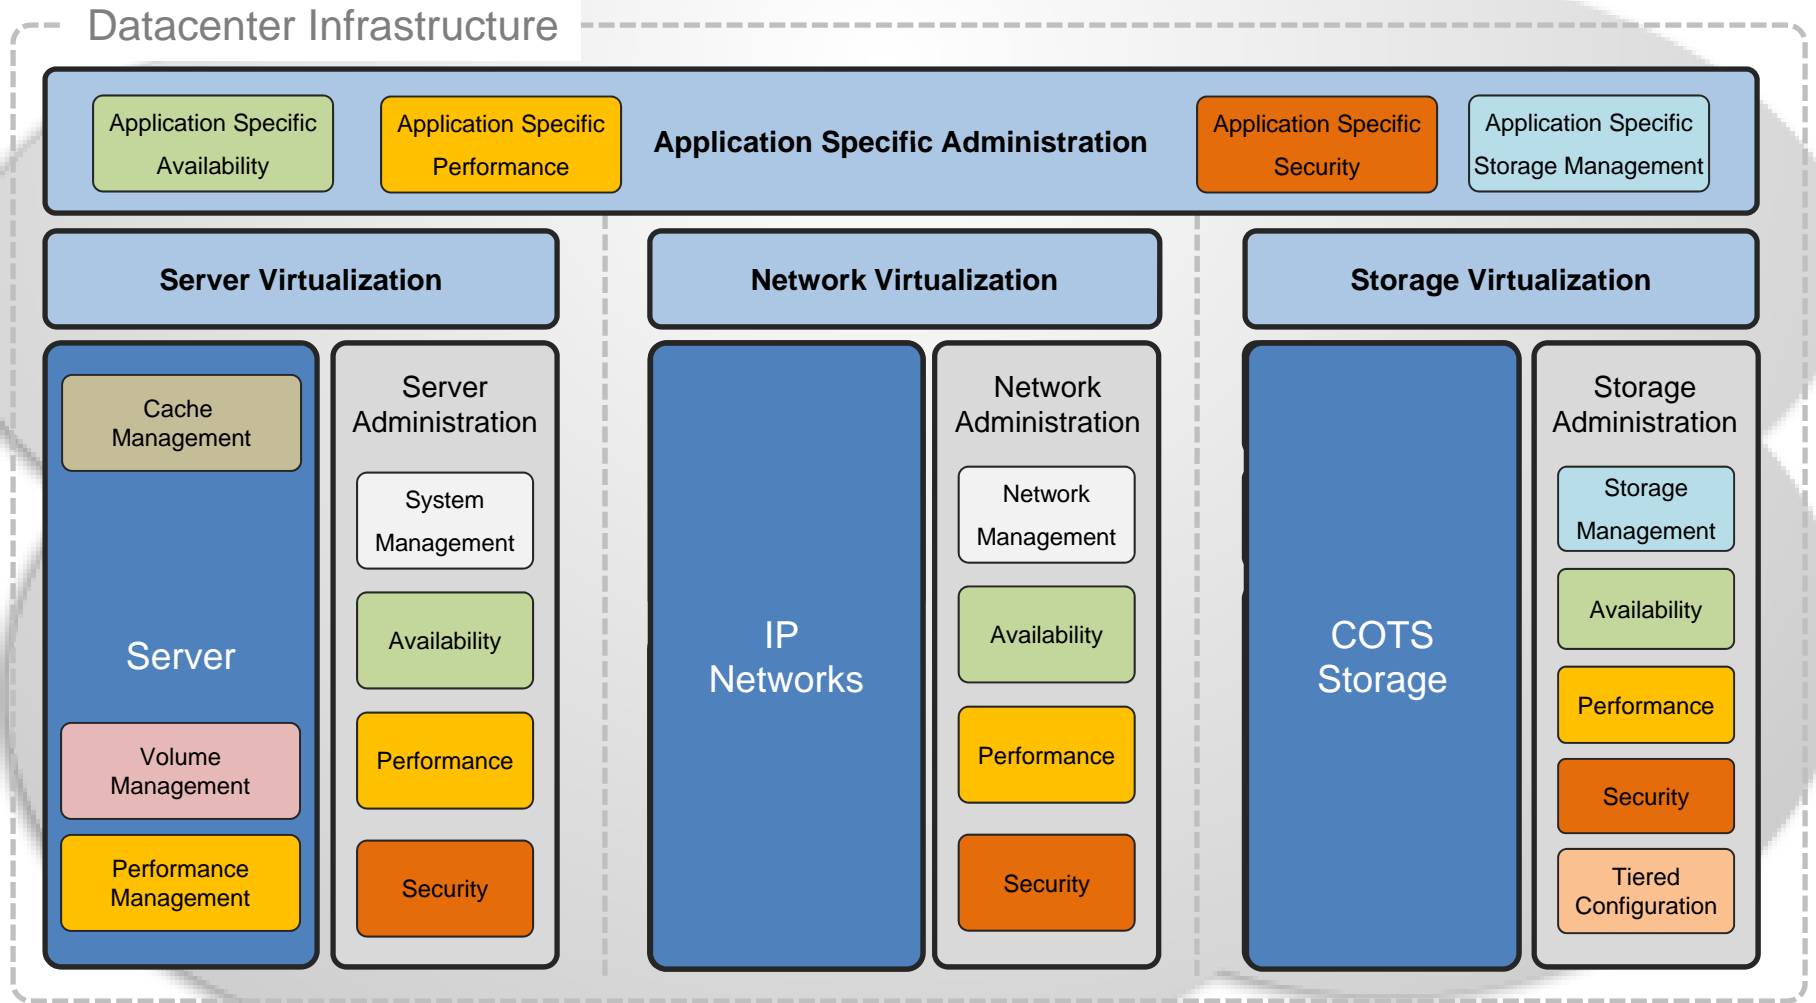 Datacenter Infrastructure
Application Specific
Availability
Application Specific
Performance
Application Specific Administration
Application Specific
Security
Application Specific
Storage Management
Server Virtualization
Network Virtualization
Storage Virtualization
Cache
Management
Server
Volume
Management
Performance
Management
Server
Administration
System
Management
Availability
Performance
Security
IP
Networks
Network
Administration
Network
Management
Availability
Performance
Security
COTS
Storage
Storage
Administration
Storage
Management
Availability
Performance
Security
Tiered
Configuration